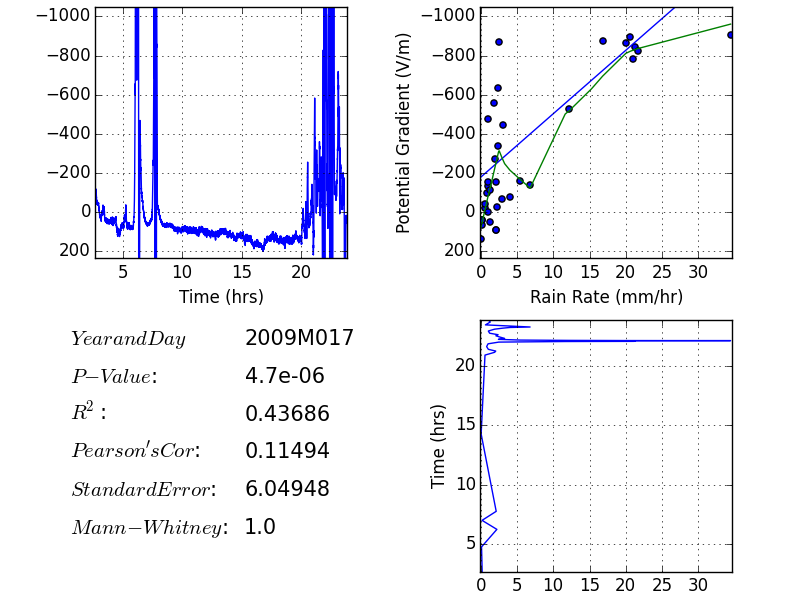 −1000
−800
−600
−400
−200
0
200
5 10 15 20
Time (hrs)
Potential Gradient (V/m)
−1000
−800
−600
−400
−200
0
200
0 5 10 15 20 25 30
Rain Rate (mm/hr)
YearandDay 2009M017
P−Value: 4.7e-06
R²: 0.43686
Pearson'sCor: 0.11494
StandardError: 6.04948
Mann−Whitney: 1.0
Time (hrs)
20
15
10
5
0 5 10 15 20 25 30